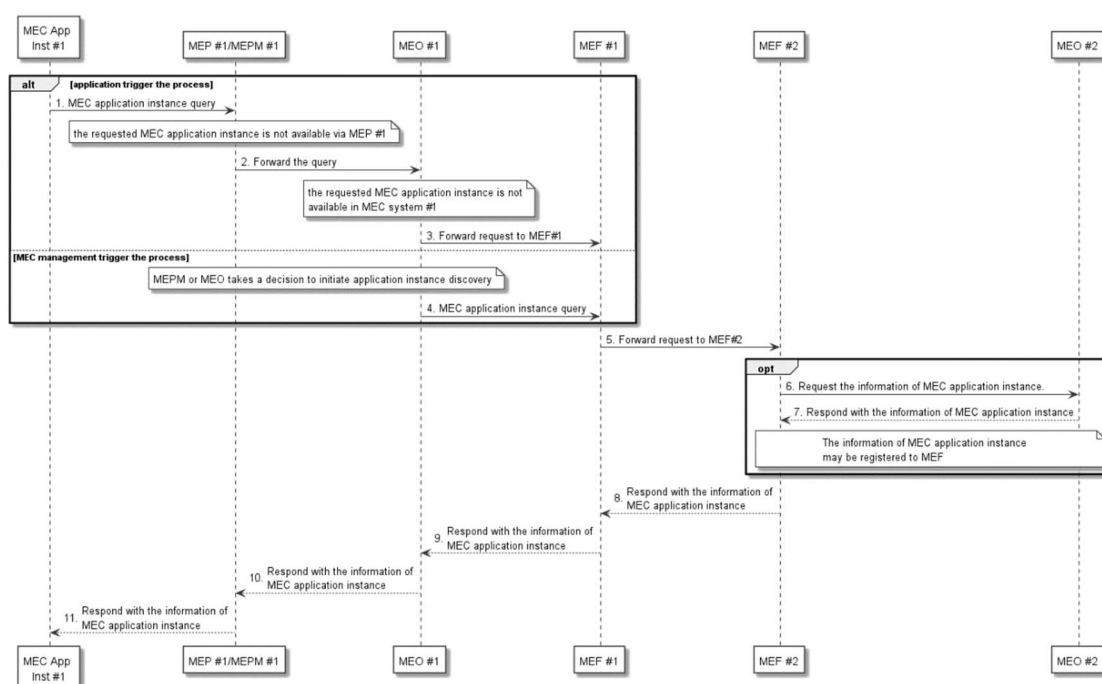 MEC App
Inst #1
MEP #1/MEPM #1
MEO #1
MEF #1
MEF #2
MEO #2
alt
[application trigger the process]
1. MEC application instance query
the requested MEC application instance is not available via MEP #1
2. Forward the query
the requested MEC application instance is not
available in MEC system #1
3. Forward request to MEF#1
[MEC management trigger the process]
MEPM or MEO takes a decision to initiate application instance discovery
4. MEC application instance query
5. Forward request to MEF#2
opt
6. Request the information of MEC application instance.
7. Respond with the information of MEC application instance
The information of MEC application instance
may be registered to MEF
8. Respond with the information of
MEC application instance
9. Respond with the information of
MEC application instance
10. Respond with the information of
MEC application instance
11. Respond with the information of
MEC application instance
MEC App
Inst #1
MEP #1/MEPM #1
MEO #1
MEF #1
MEF #2
MEO #2